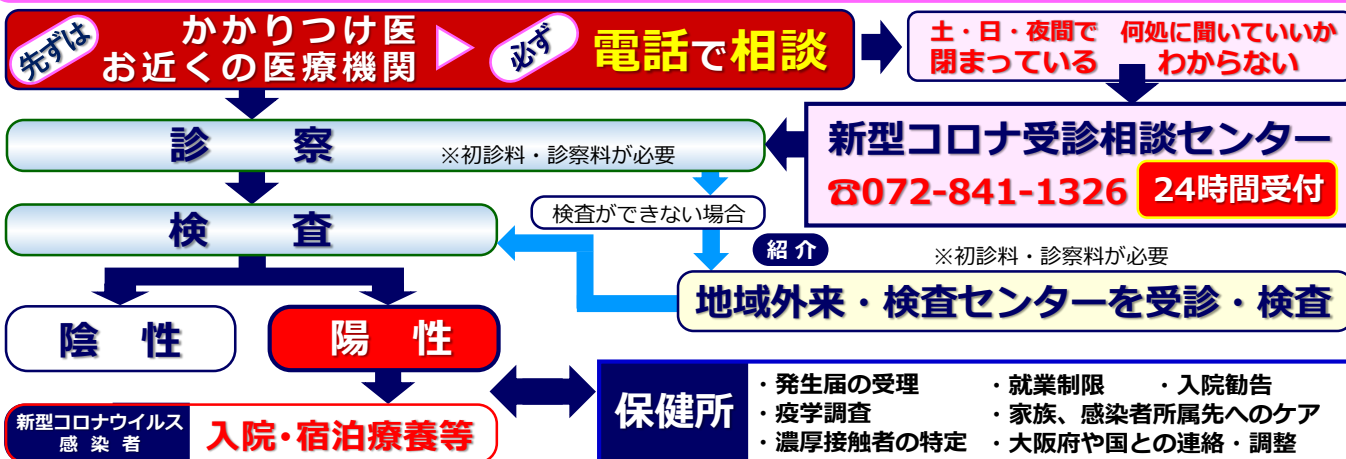 先ずは
かかりつけ医
お近くの医療機関
必ず
電話で相談
土・日・夜間で
閉まっている
何処に聞いていいか
わからない
新型コロナ受診相談センター
☎072-841-1326 24時間受付
診 察 ※初診料・診察料が必要
検査ができない場合
検 査
紹 介
※初診料・診察料が必要
地域外来・検査センターを受診・検査
陰 性
陽 性
新型コロナウイルス
感 染 者
入院・宿泊療養等
保健所
・発生届の受理 ・就業制限 ・入院勧告
・疫学調査 ・家族、感染者所属先へのケア
・濃厚接触者の特定 ・大阪府や国との連絡・調整